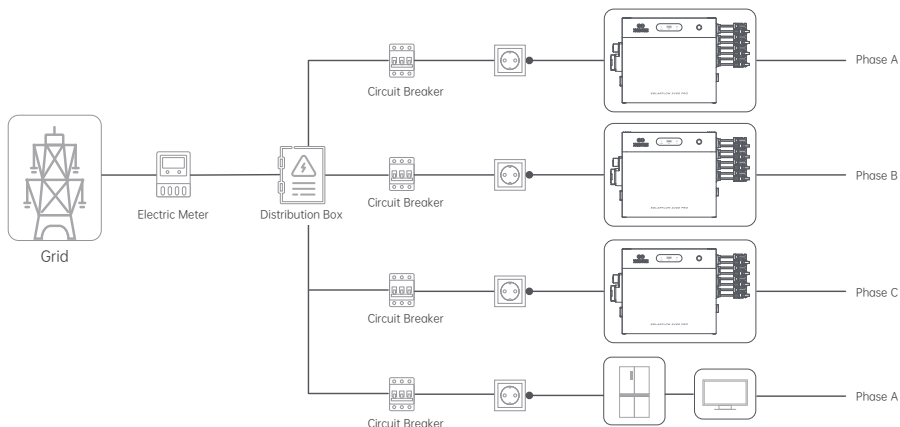 Circuit Breaker
Phase A
Circuit Breaker
Phase B
Grid
Electric Meter
Distribution Box
Circuit Breaker
Phase C
Circuit Breaker
Phase A